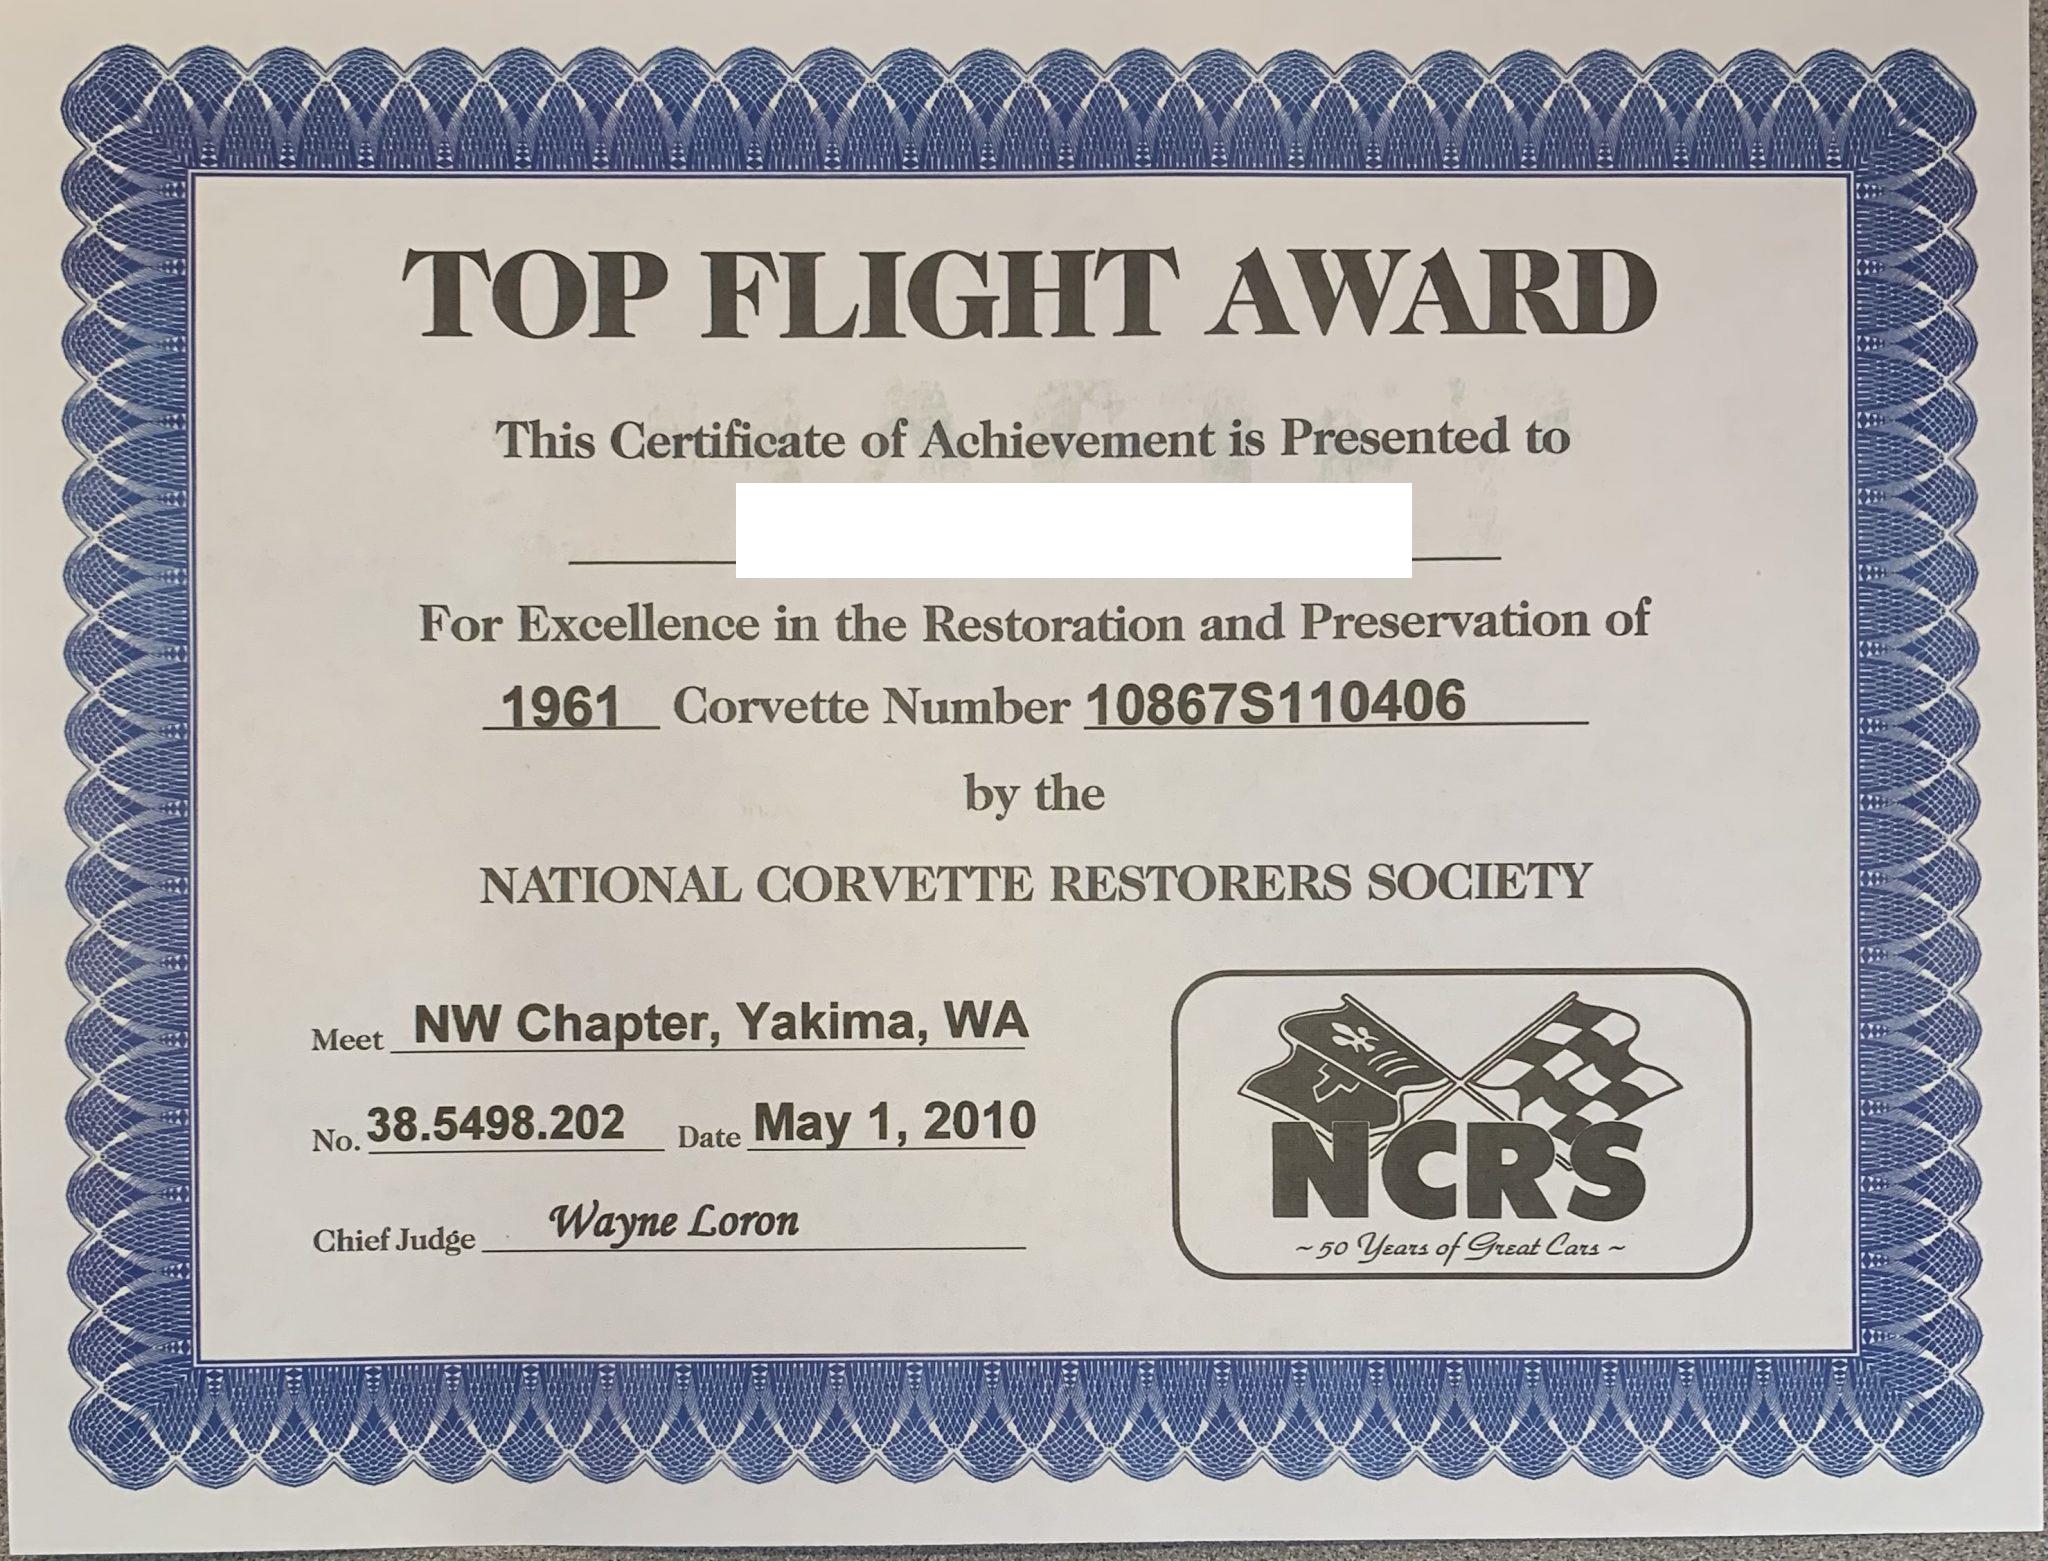 TOP FLIGHT AWARD
This Certificate of Achievement is Presented to
For Excellence in the Restoration and Preservation of
1961 Corvette Number 10867S110406
by the
NATIONAL CORVETTE RESTORERS SOCIETY
Meet NW Chapter, Yakima, WA
No. 38.5498.202 Date May 1, 2010
Chief Judge Wayne Loron
NCRS
~ 50 Years of Great Cars ~